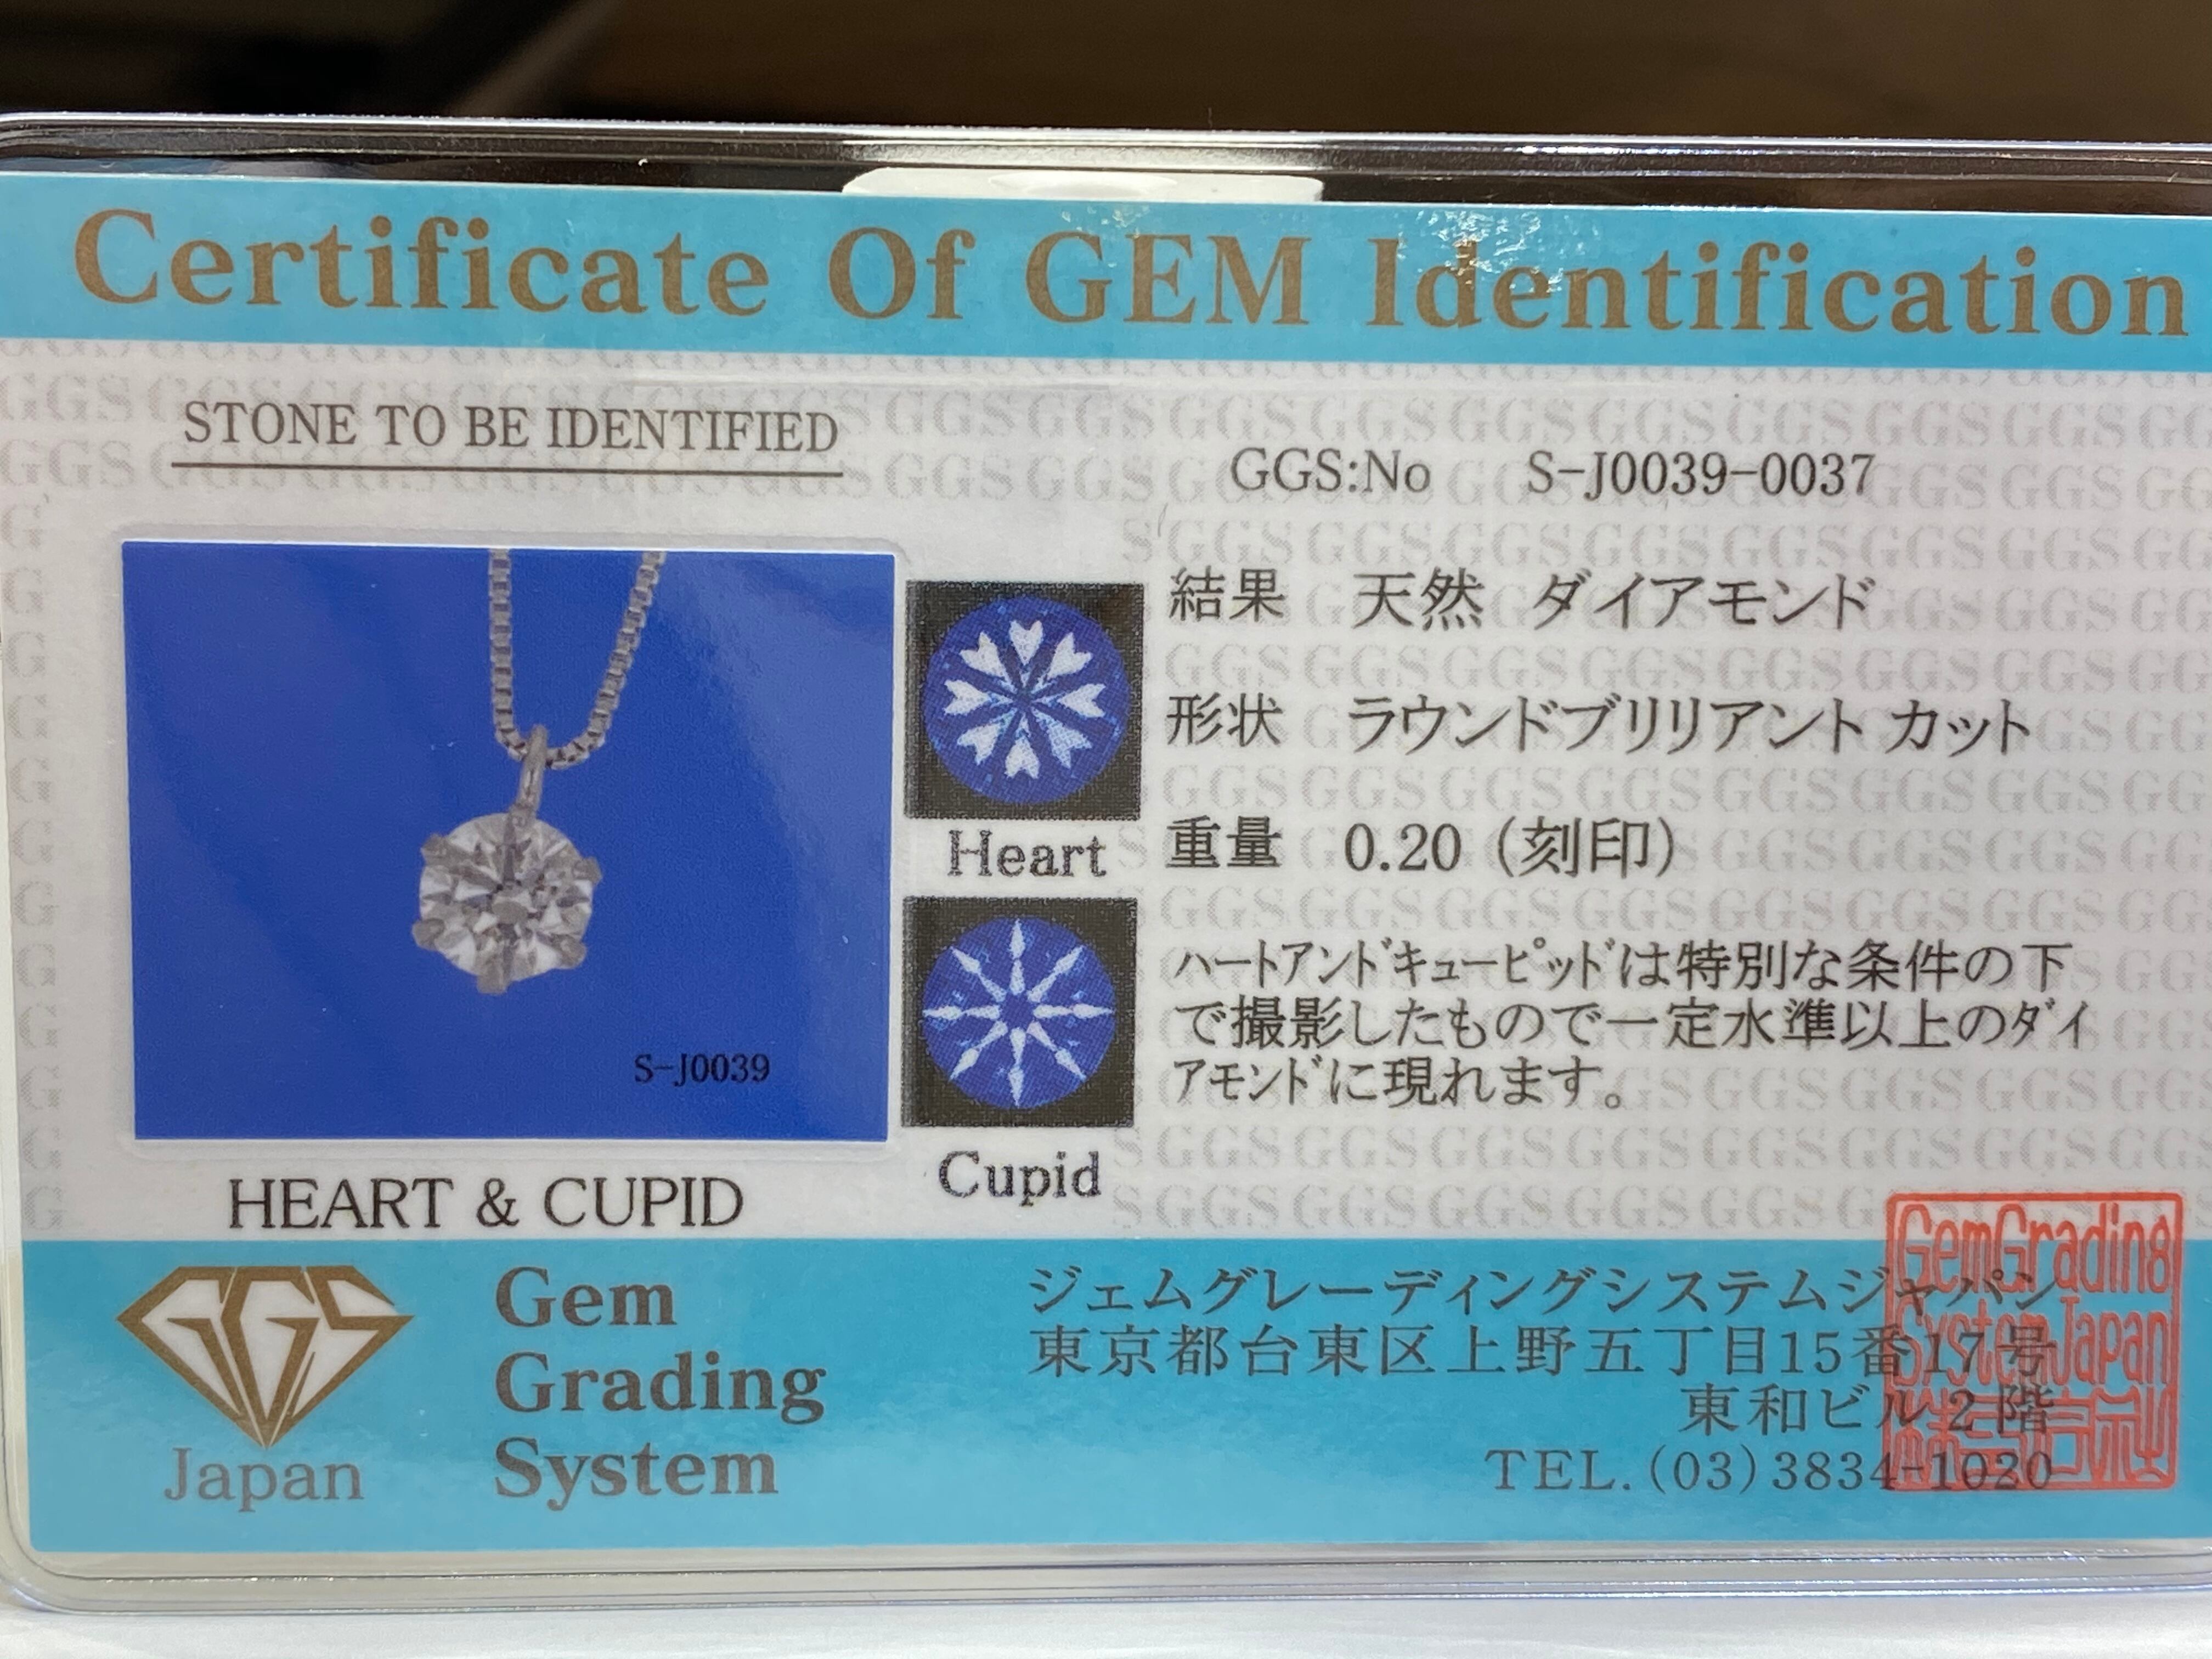 Certificate Of GEM Identification
STONE TO BE IDENTIFIED
GGS:No S-J0039-0037
結果 天然 ダイアモンド
形状 ラウンドブリリアント カット
重量 0.20 (刻印)
Heart
ﾊｰﾄｱﾝﾄﾞｷｭｰﾋﾟｯﾄﾞは特別な条件の下
で撮影したもので一定水準以上のﾀﾞｲ
ｱﾓﾝﾄﾞに現れます。
S-J0039
Cupid
HEART & CUPID
GGS
Japan
Gem
Grading
System
ジェムグレーディングシステムジャパン
東京都台東区上野五丁目15番17号
東和ビル2階
TEL.(03)3834-1020
GemGrading
SystemJapan
株式会社